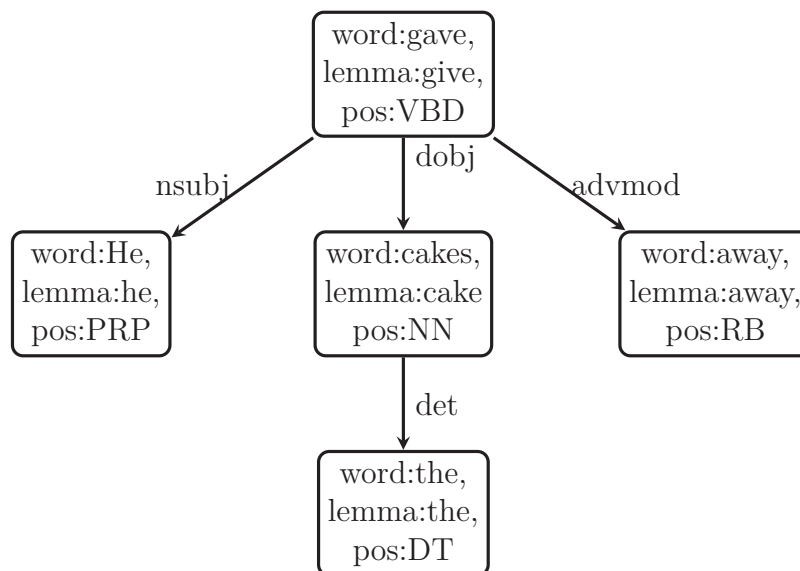 word:gave,
lemma:give,
pos:VBD
nsubj
dobj
advmod
word:He,
lemma:he,
pos:PRP
word:cakes,
lemma:cake
pos:NN
word:away,
lemma:away,
pos:RB
det
word:the,
lemma:the,
pos:DT